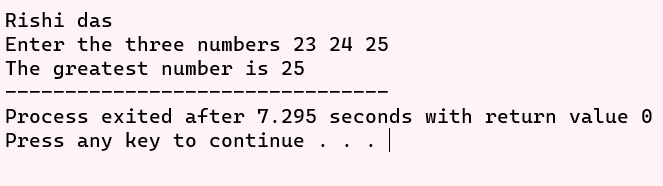 Rishi das
Enter the three numbers 23 24 25
The greatest number is 25
--------------------------------
Process exited after 7.295 seconds with return value 0
Press any key to continue . . .